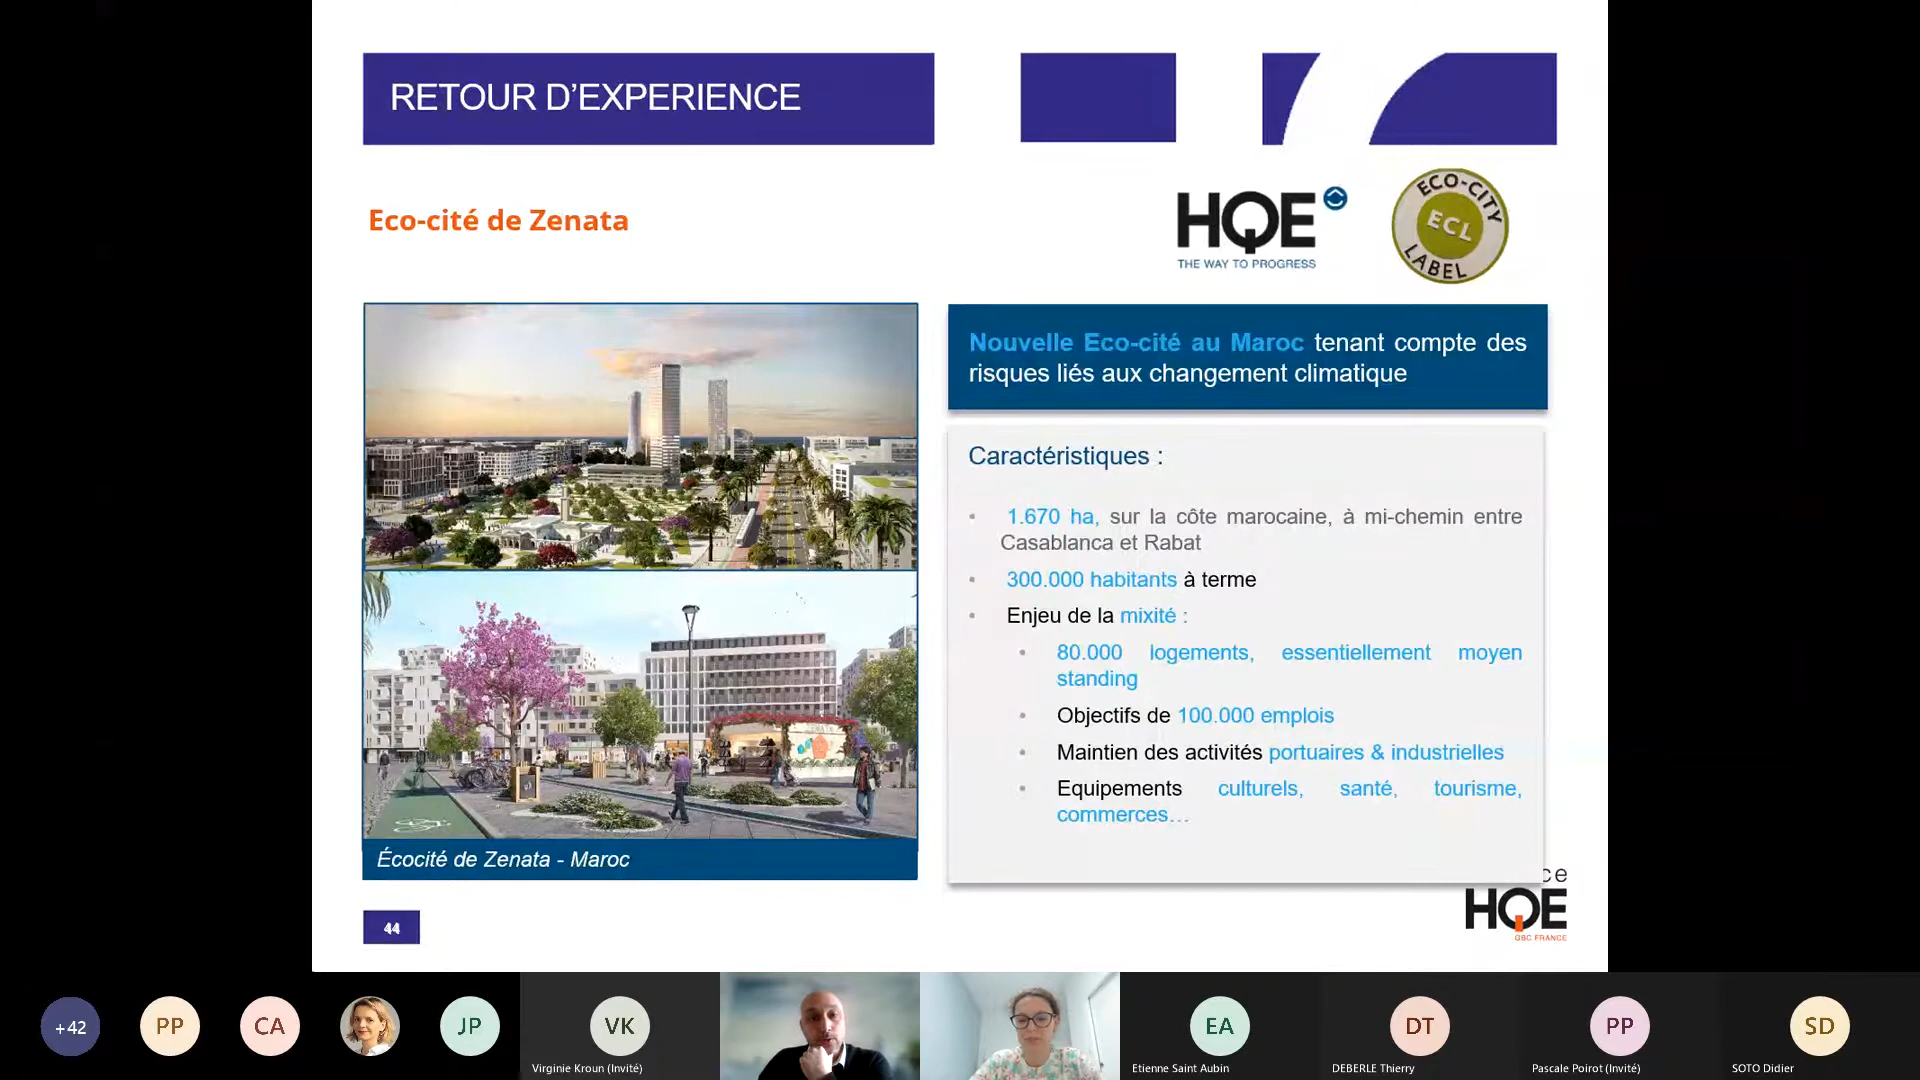 RETOUR D’EXPERIENCE
Eco-cité de Zenata
HQE
THE WAY TO PROGRESS
ECO-CITY
ECL
LABEL
Nouvelle Eco-cité au Maroc tenant compte des
risques liés aux changement climatique
Caractéristiques :
• 1.670 ha, sur la côte marocaine, à mi-chemin entre
Casablanca et Rabat
• 300.000 habitants à terme
• Enjeu de la mixité :
• 80.000 logements, essentiellement moyen
standing
• Objectifs de 100.000 emplois
• Maintien des activités portuaires & industrielles
• Equipements culturels, santé, tourisme,
commerces…
Écocité de Zenata - Maroc
44
ce
HQE
GBC FRANCE
+42
PP
CA
JP
VK
Virginie Kroun (Invité)
EA
Etienne Saint Aubin
DT
DEBERLE Thierry
PP
Pascale Poirot (Invité)
SD
SOTO Didier